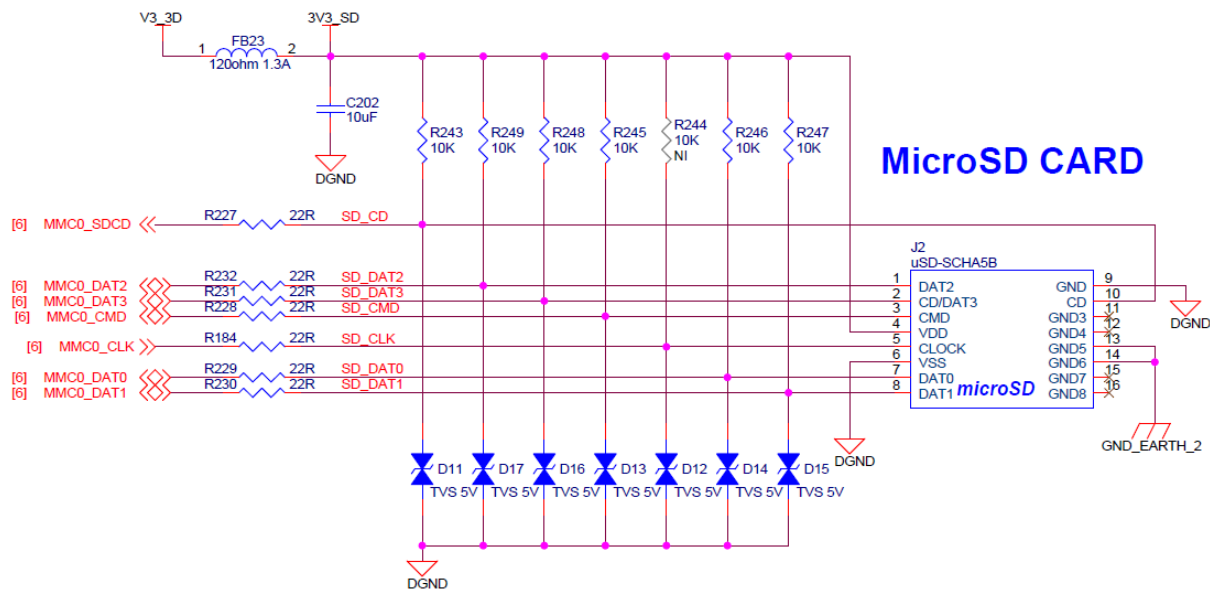 V3_3D 3V3_SD
1 FB23 2
120ohm 1.3A
C202
10uF
DGND
R243
10K
R249
10K
R248
10K
R245
10K
R244
10K
NI
R246
10K
R247
10K
MicroSD CARD
[6] MMC0_SDCD R227 22R SD_CD
[6] MMC0_DAT2 R232 22R SD_DAT2
[6] MMC0_DAT3 R231 22R SD_DAT3
[6] MMC0_CMD R228 22R SD_CMD
[6] MMC0_CLK R184 22R SD_CLK
[6] MMC0_DAT0 R229 22R SD_DAT0
[6] MMC0_DAT1 R230 22R SD_DAT1
J2
uSD-SCHA5B
1 DAT2 GND 9
2 CD/DAT3 CD 10
3 CMD GND3 11
4 VDD GND4 12
5 CLOCK GND5 13
6 VSS GND6 14
7 DAT0 GND7 15
8 DAT1 microSD GND8 16
DGND
GND_EARTH_2
DGND
D11
TVS 5V
D17
TVS 5V
D16
TVS 5V
D13
TVS 5V
D12
TVS 5V
D14
TVS 5V
D15
TVS 5V
DGND